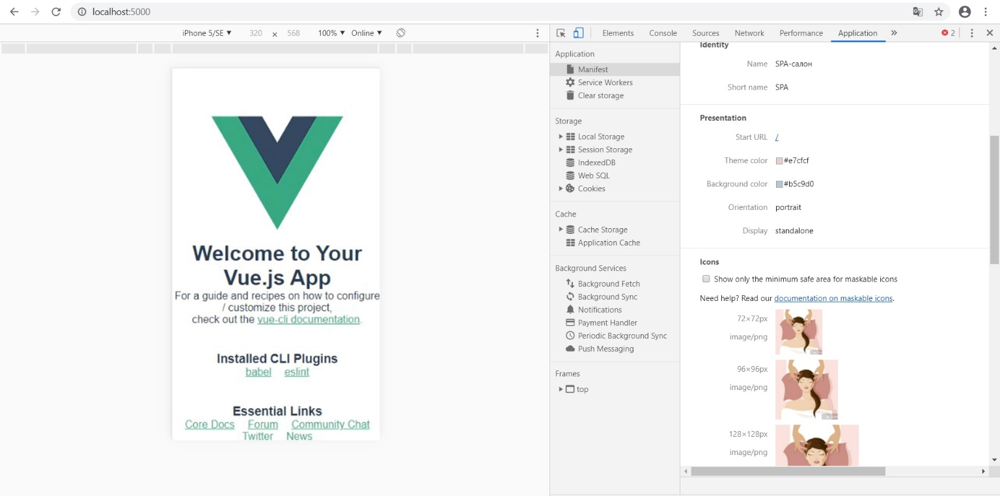 localhost:5000
iPhone 5/SE ▼ 320 × 568 100% ▼ Online ▼
Elements Console Sources Network Performance Application » 2
Welcome to Your
Vue.js App
For a guide and recipes on how to configure
/ customize this project,
check out the vue-cli documentation.
Installed CLI Plugins
babel eslint
Essential Links
Core Docs Forum Community Chat
Twitter News
Application
Manifest
Service Workers
Clear storage
Storage
Local Storage
Session Storage
IndexedDB
Web SQL
Cookies
Cache
Cache Storage
Application Cache
Background Services
Background Fetch
Background Sync
Notifications
Payment Handler
Periodic Background Sync
Push Messaging
Frames
top
Identity
Name SPA-салон
Short name SPA
Presentation
Start URL /
Theme color #e7cfcf
Background color #b5c9d0
Orientation portrait
Display standalone
Icons
Show only the minimum safe area for maskable icons
Need help? Read our documentation on maskable icons.
72×72px
image/png
96×96px
image/png
128×128px
image/png